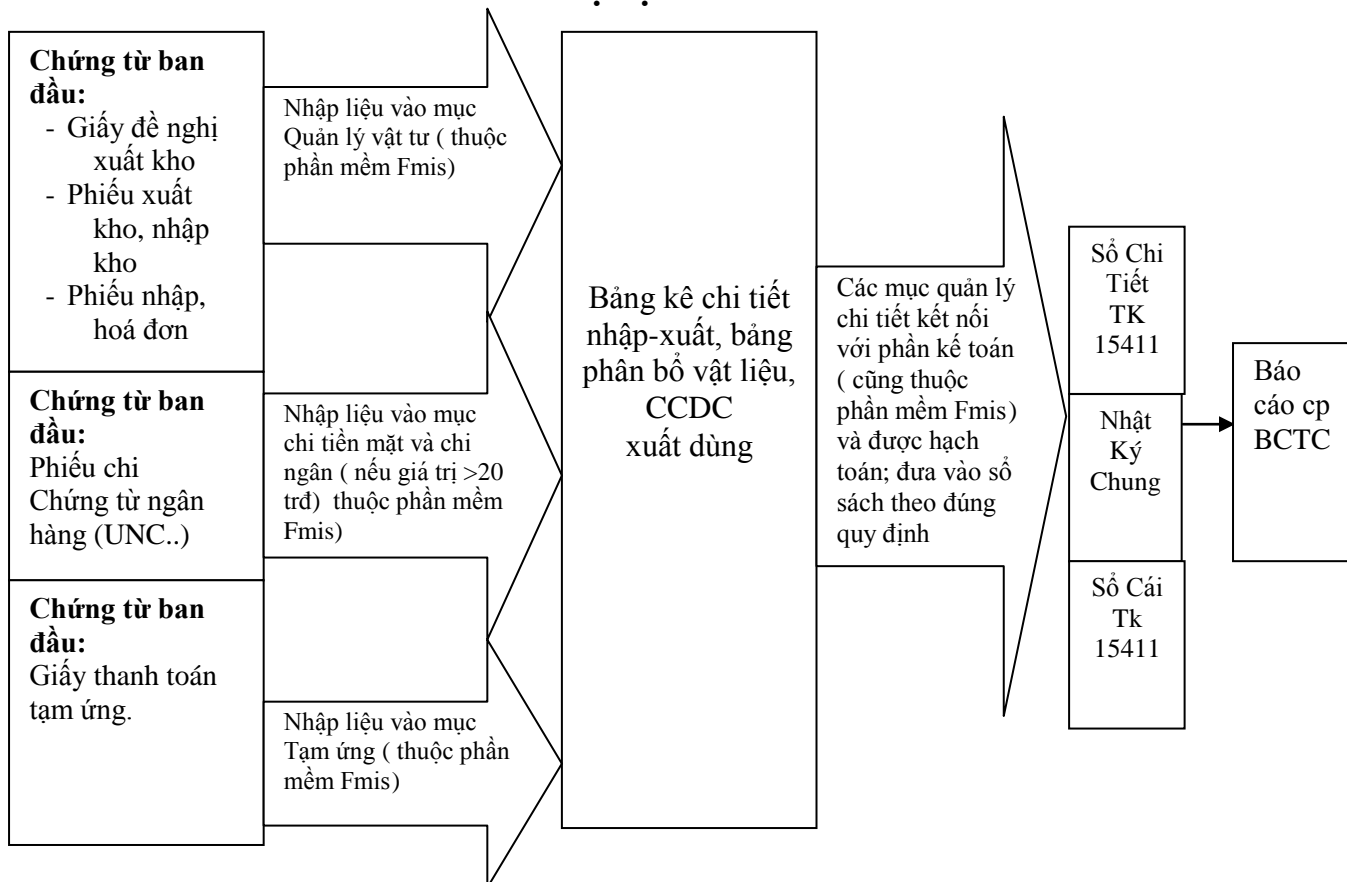 Chứng từ ban
đầu:
- Giấy đề nghị
xuất kho
- Phiếu xuất
kho, nhập
kho
- Phiếu nhập,
hoá đơn
Nhập liệu vào mục
Quản lý vật tư ( thuộc
phần mềm Fmis)
Chứng từ ban
đầu:
Phiếu chi
Chứng từ ngân
hàng (UNC..)
Nhập liệu vào mục
chi tiền mặt và chi
ngân ( nếu giá trị >20
trđ) thuộc phần mềm
Fmis)
Chứng từ ban
đầu:
Giấy thanh toán
tạm ứng.
Nhập liệu vào mục
Tạm ứng ( thuộc phần
mềm Fmis)
Bảng kê chi tiết
nhập-xuất, bảng
phân bổ vật liệu,
CCDC
xuất dùng
Các mục quản lý
chi tiết kết nối
với phần kế toán
( cũng thuộc
phần mềm Fmis)
và được hạch
toán; đưa vào sổ
sách theo đúng
quy định
Sổ Chi
Tiết
TK
15411
Nhật
Ký
Chung
Sổ Cái
Tk
15411
Báo
cáo cp
BCTC